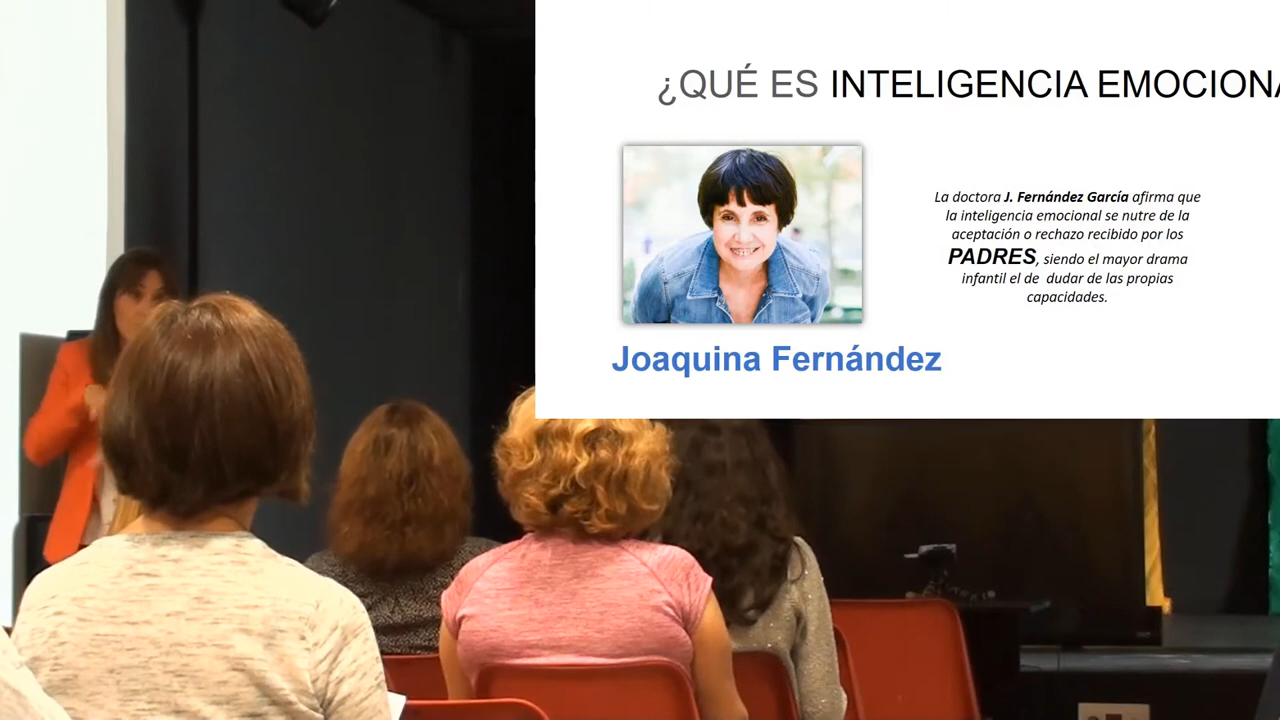 ¿QUÉ ES INTELIGENCIA EMOCIONA
La doctora J. Fernández García afirma que
la inteligencia emocional se nutre de la
aceptación o rechazo recibido por los
PADRES, siendo el mayor drama
infantil el de dudar de las propias
capacidades.
Joaquina Fernández